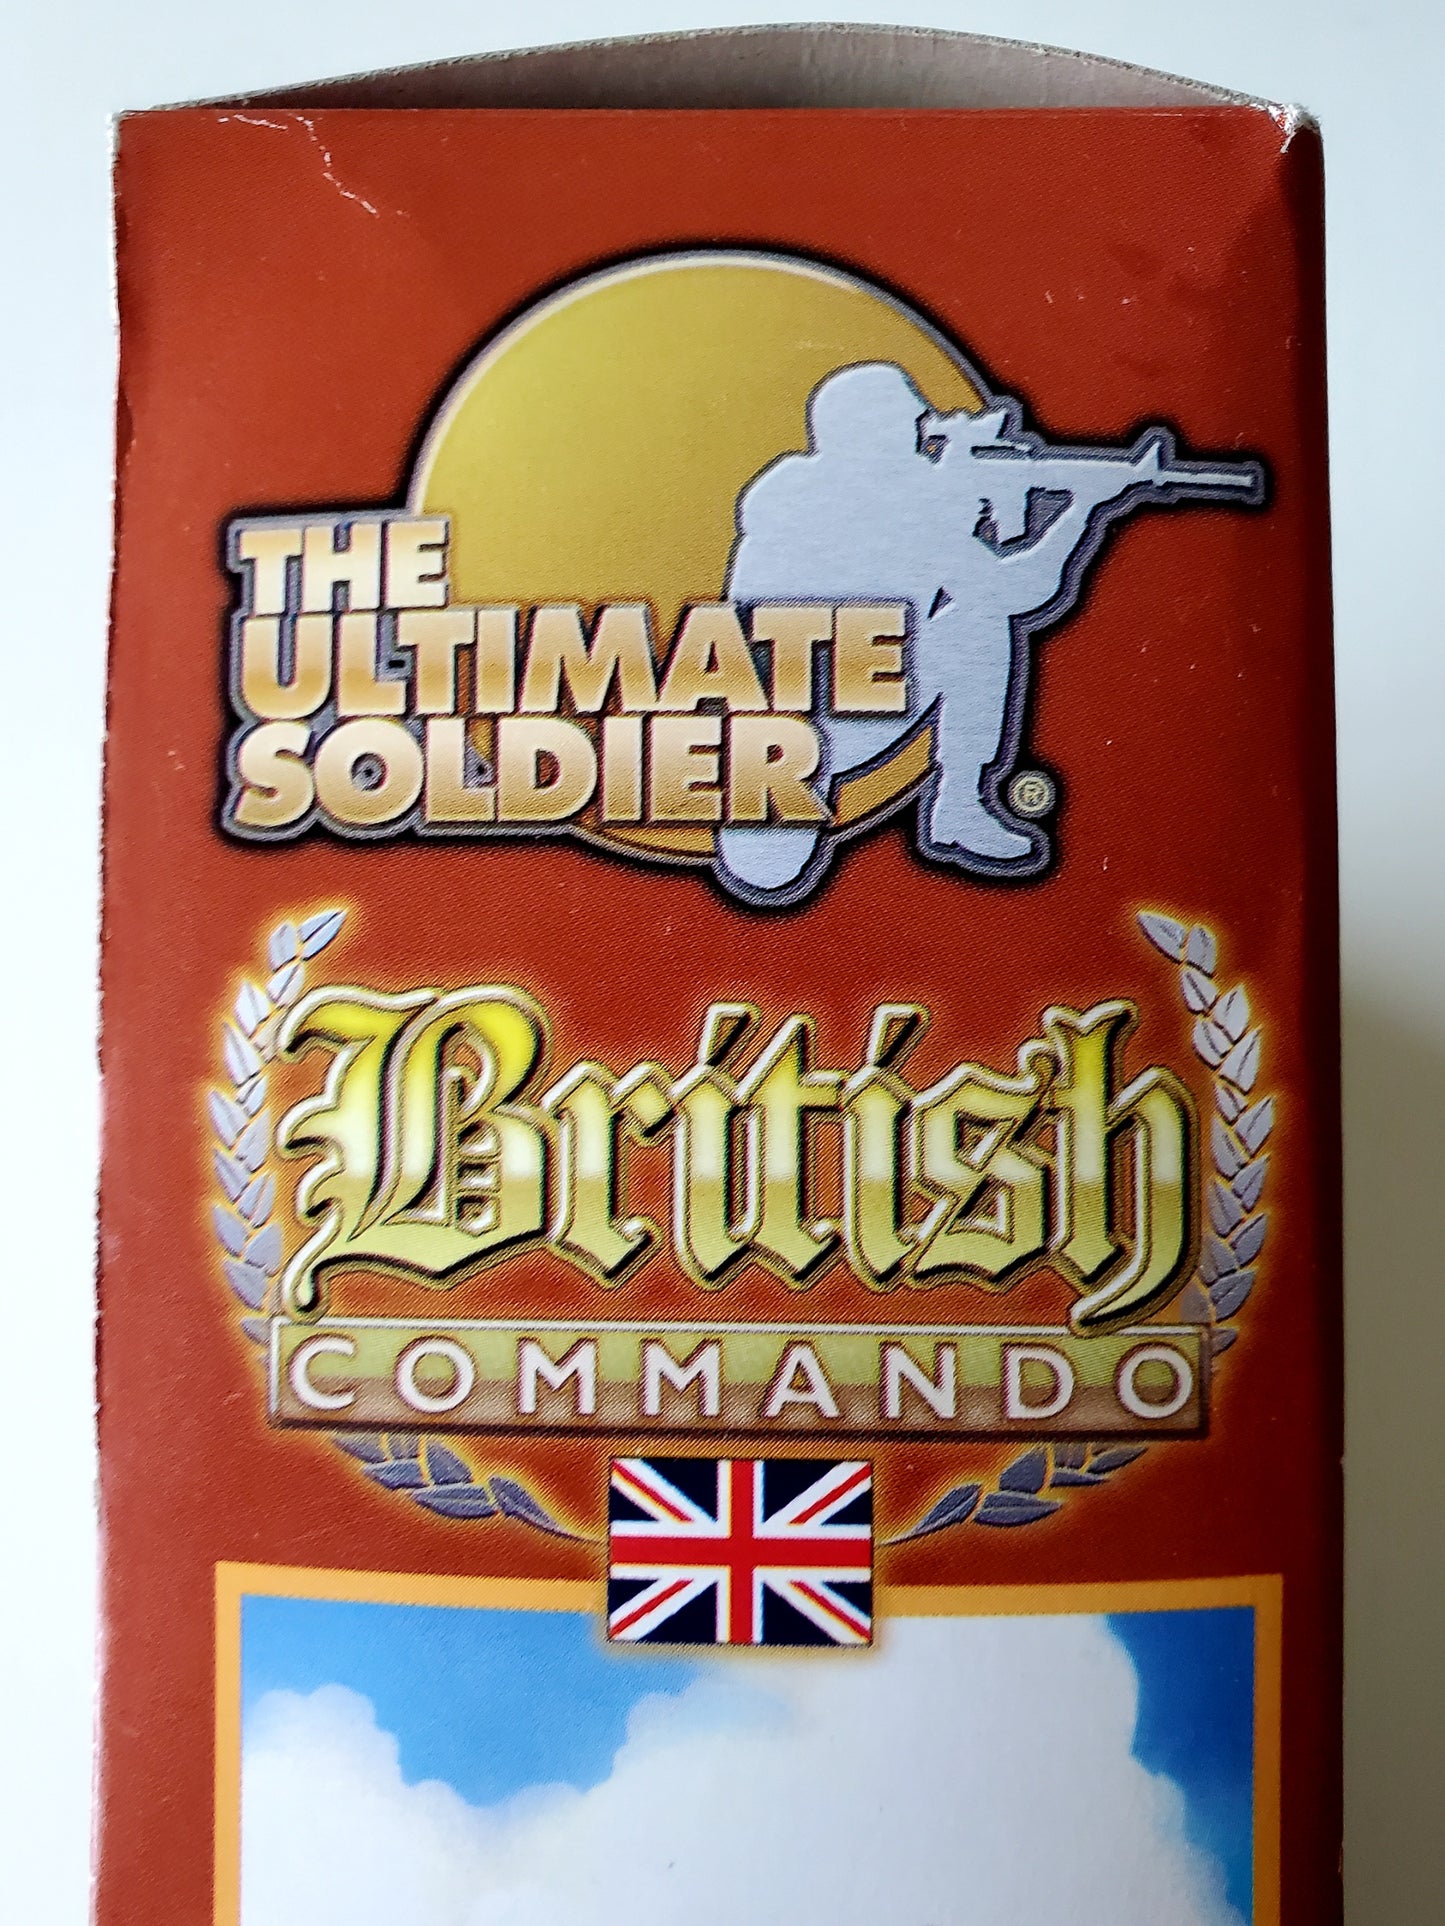 THE
ULTIMATE
SOLDIER
®
British
COMMANDO